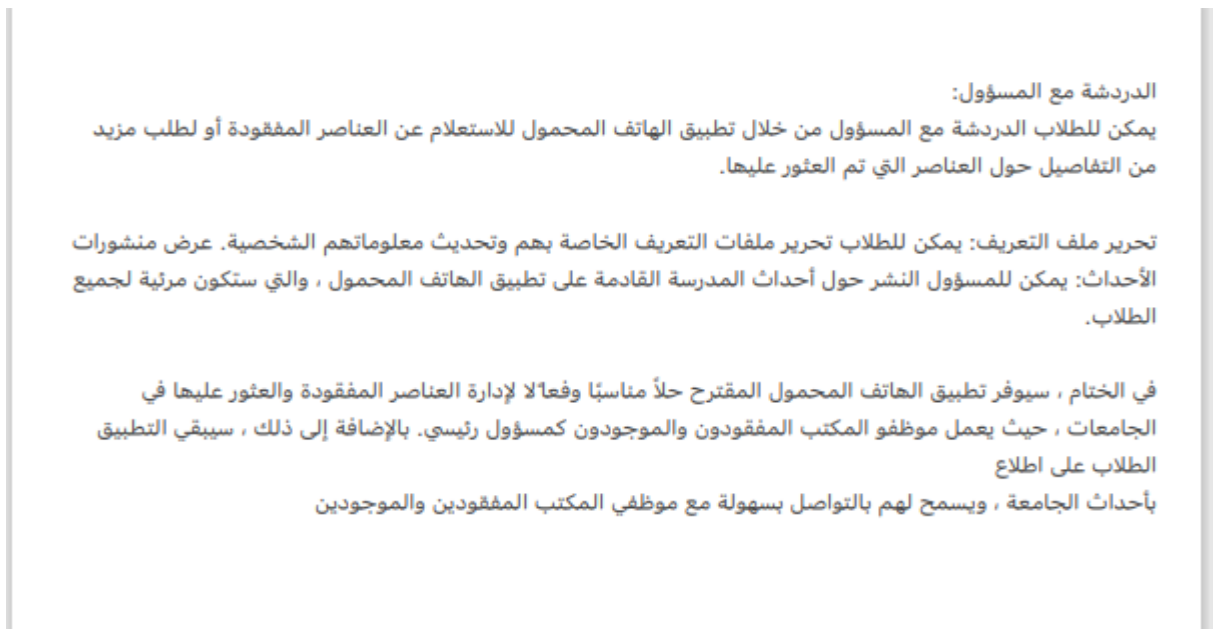 الدردشة مع المسؤول:
يمكن للطلاب الدردشة مع المسؤول من خلال تطبيق الهاتف المحمول للاستعلام عن العناصر المفقودة أو لطلب مزيد
من التفاصيل حول العناصر التي تم العثور عليها.
تحرير ملف التعريف: يمكن للطلاب تحرير ملفات التعريف الخاصة بهم وتحديث معلوماتهم الشخصية. عرض منشورات
الأحداث: يمكن للمسؤول النشر حول أحداث المدرسة القادمة على تطبيق الهاتف المحمول ، والتي ستكون مرئية لجميع
الطلاب.
في الختام ، سيوفر تطبيق الهاتف المحمول المقترح حلاً مناسبًا وفعا ًلا لإدارة العناصر المفقودة والعثور عليها في
الجامعات ، حيث يعمل موظفو المكتب المفقودون والموجودون كمسؤول رئيسي. بالإضافة إلى ذلك ، سيبقي التطبيق
الطلاب على اطلاع
بأحداث الجامعة ، ويسمح لهم بالتواصل بسهولة مع موظفي المكتب المفقودين والموجودين